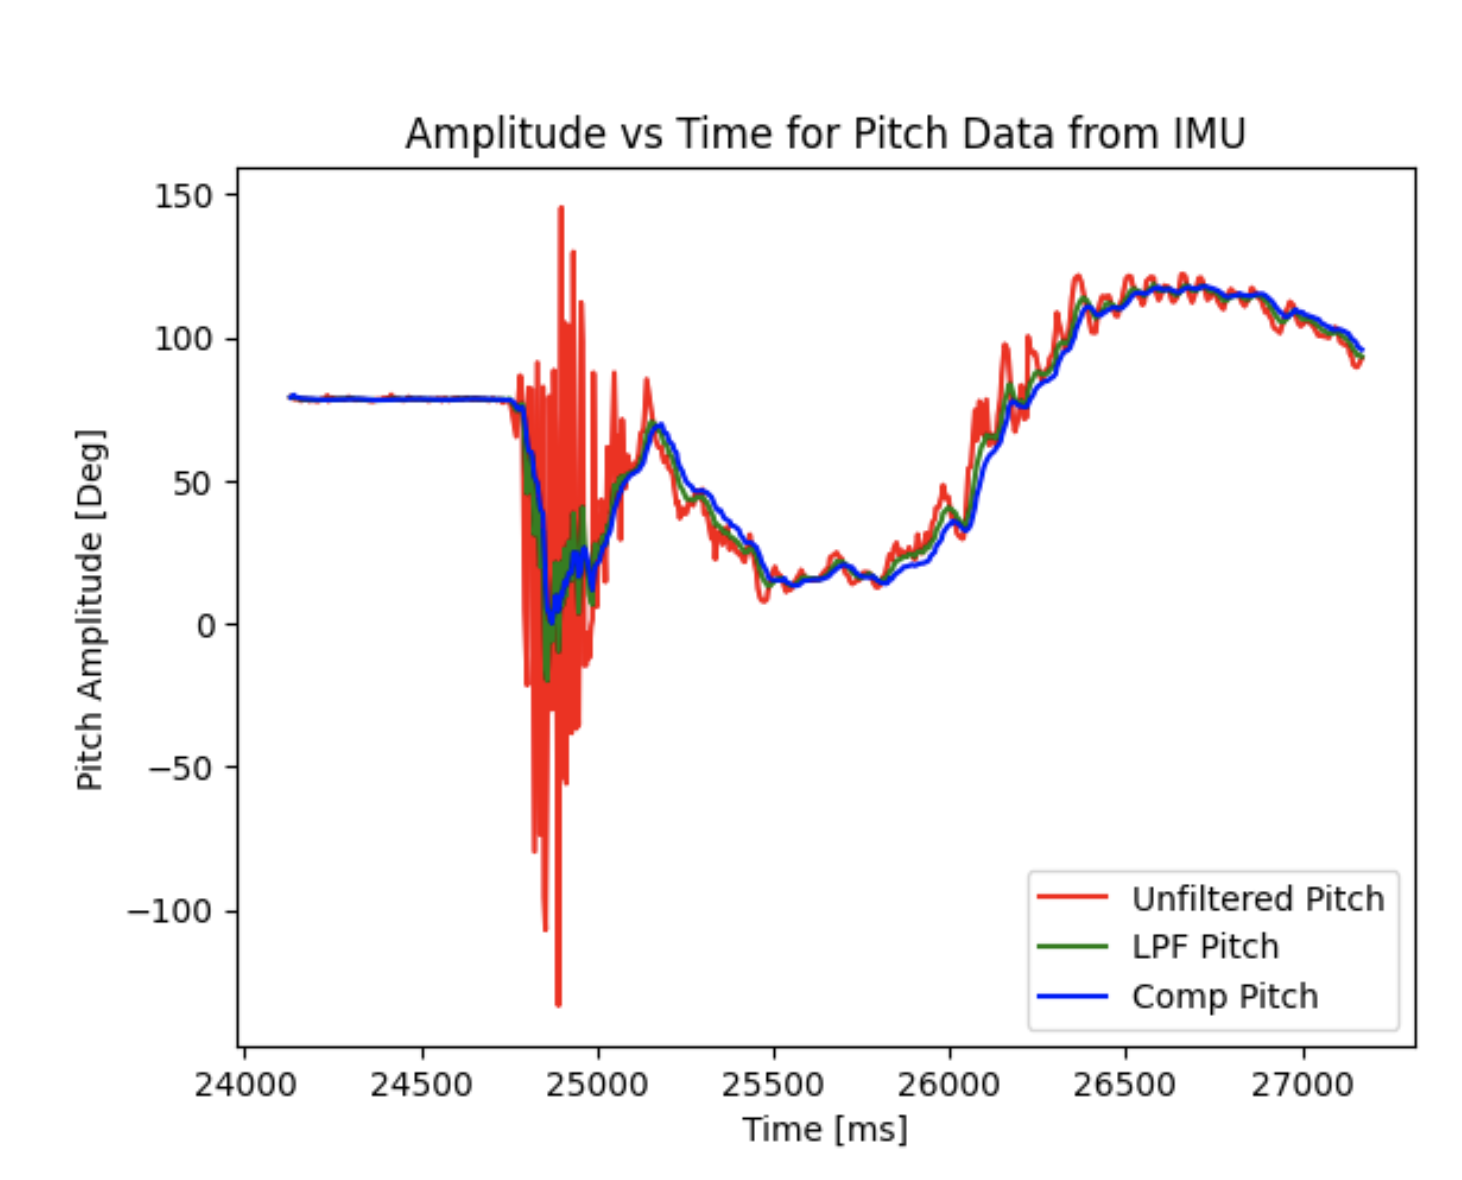 Amplitude vs Time for Pitch Data from IMU
150
100
50
0
−50
−100
Pitch Amplitude [Deg]
Unfiltered Pitch
LPF Pitch
Comp Pitch
24000 24500 25000 25500 26000 26500 27000
Time [ms]